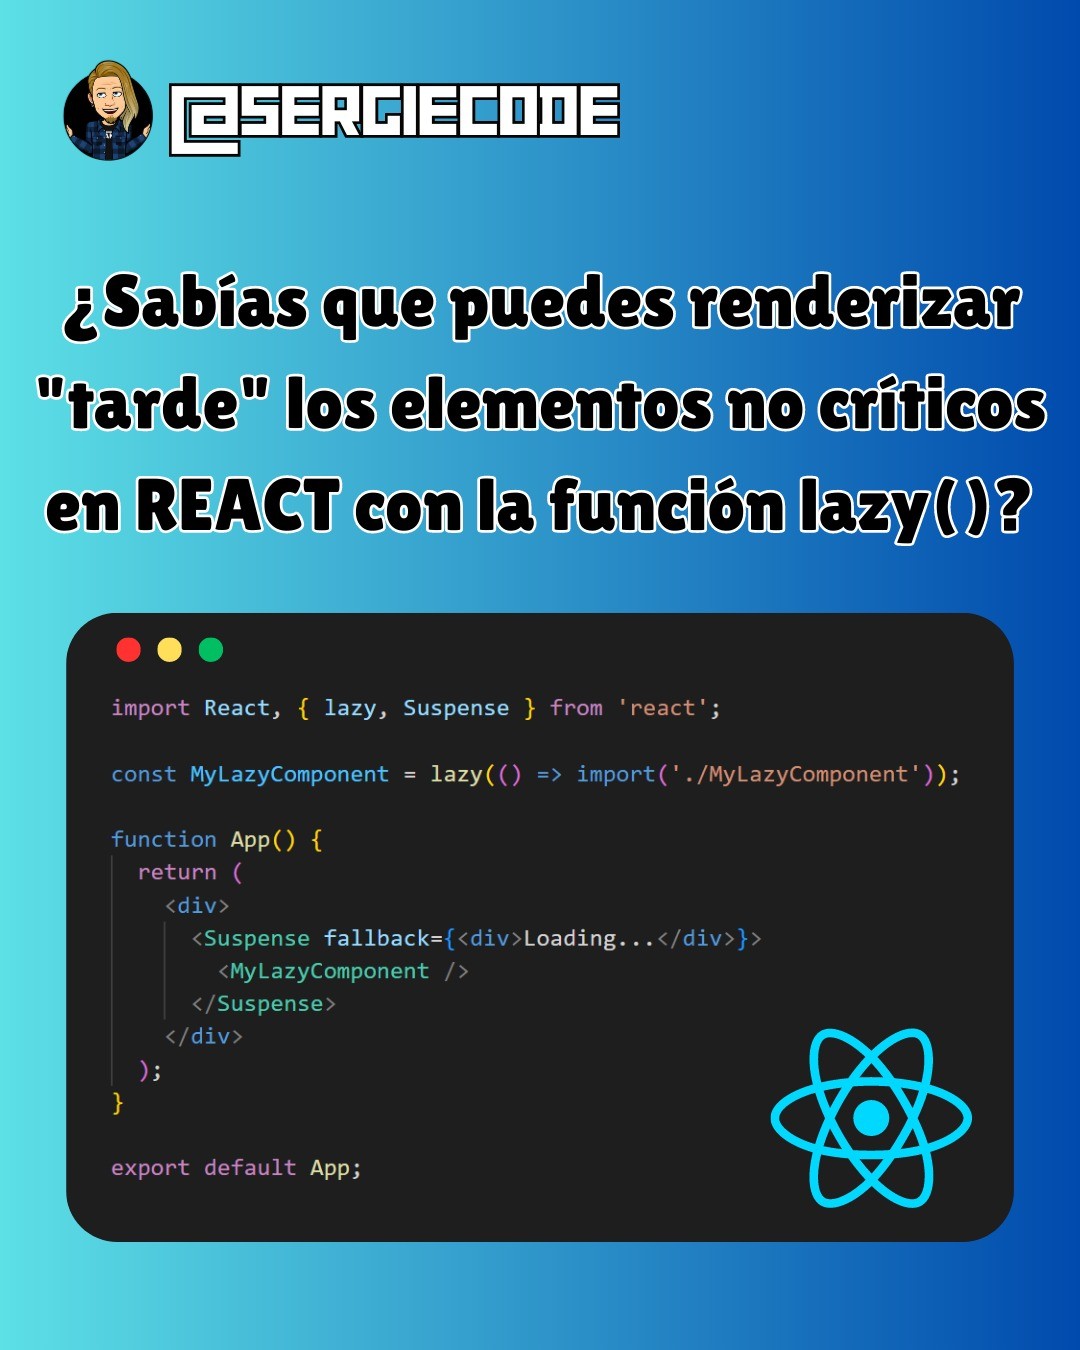 @SERGIECODE
¿Sabías que puedes renderizar
"tarde" los elementos no críticos
en REACT con la función lazy()?
import React, { lazy, Suspense } from 'react';
const MyLazyComponent = lazy(() => import('./MyLazyComponent'));
function App() {
  return (
    <div>
      <Suspense fallback={<div>Loading...</div>}>
        <MyLazyComponent />
      </Suspense>
    </div>
  );
}
export default App;